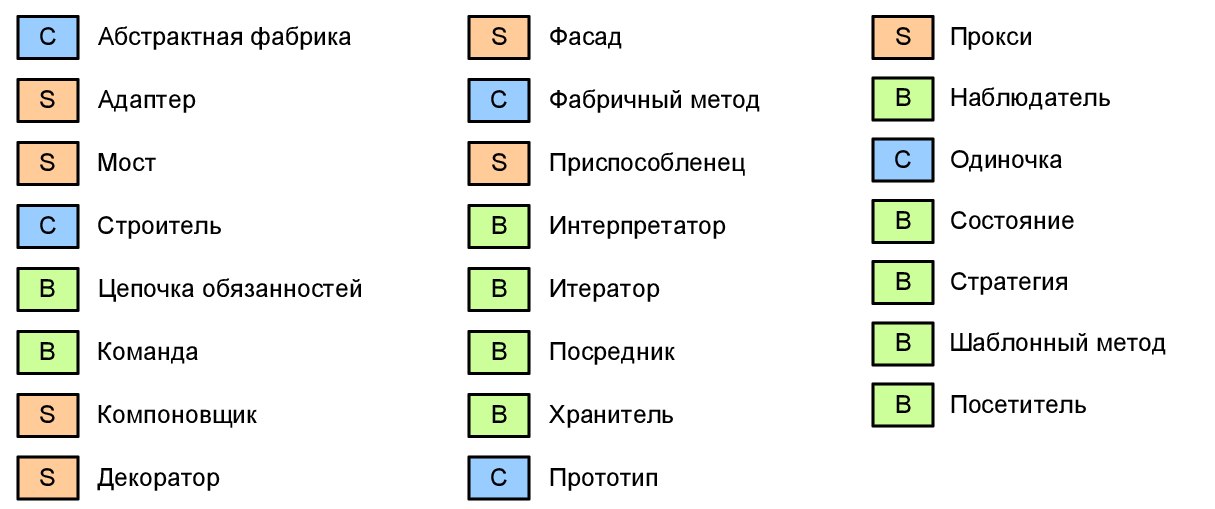 C Абстрактная фабрика
S Адаптер
S Мост
C Строитель
B Цепочка обязанностей
B Команда
S Компоновщик
S Декоратор
S Фасад
C Фабричный метод
S Приспособленец
B Интерпретатор
B Итератор
B Посредник
B Хранитель
C Прототип
S Прокси
B Наблюдатель
C Одиночка
B Состояние
B Стратегия
B Шаблонный метод
B Посетитель